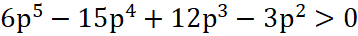 6p⁵ − 15p⁴ + 12p³ − 3p² > 0